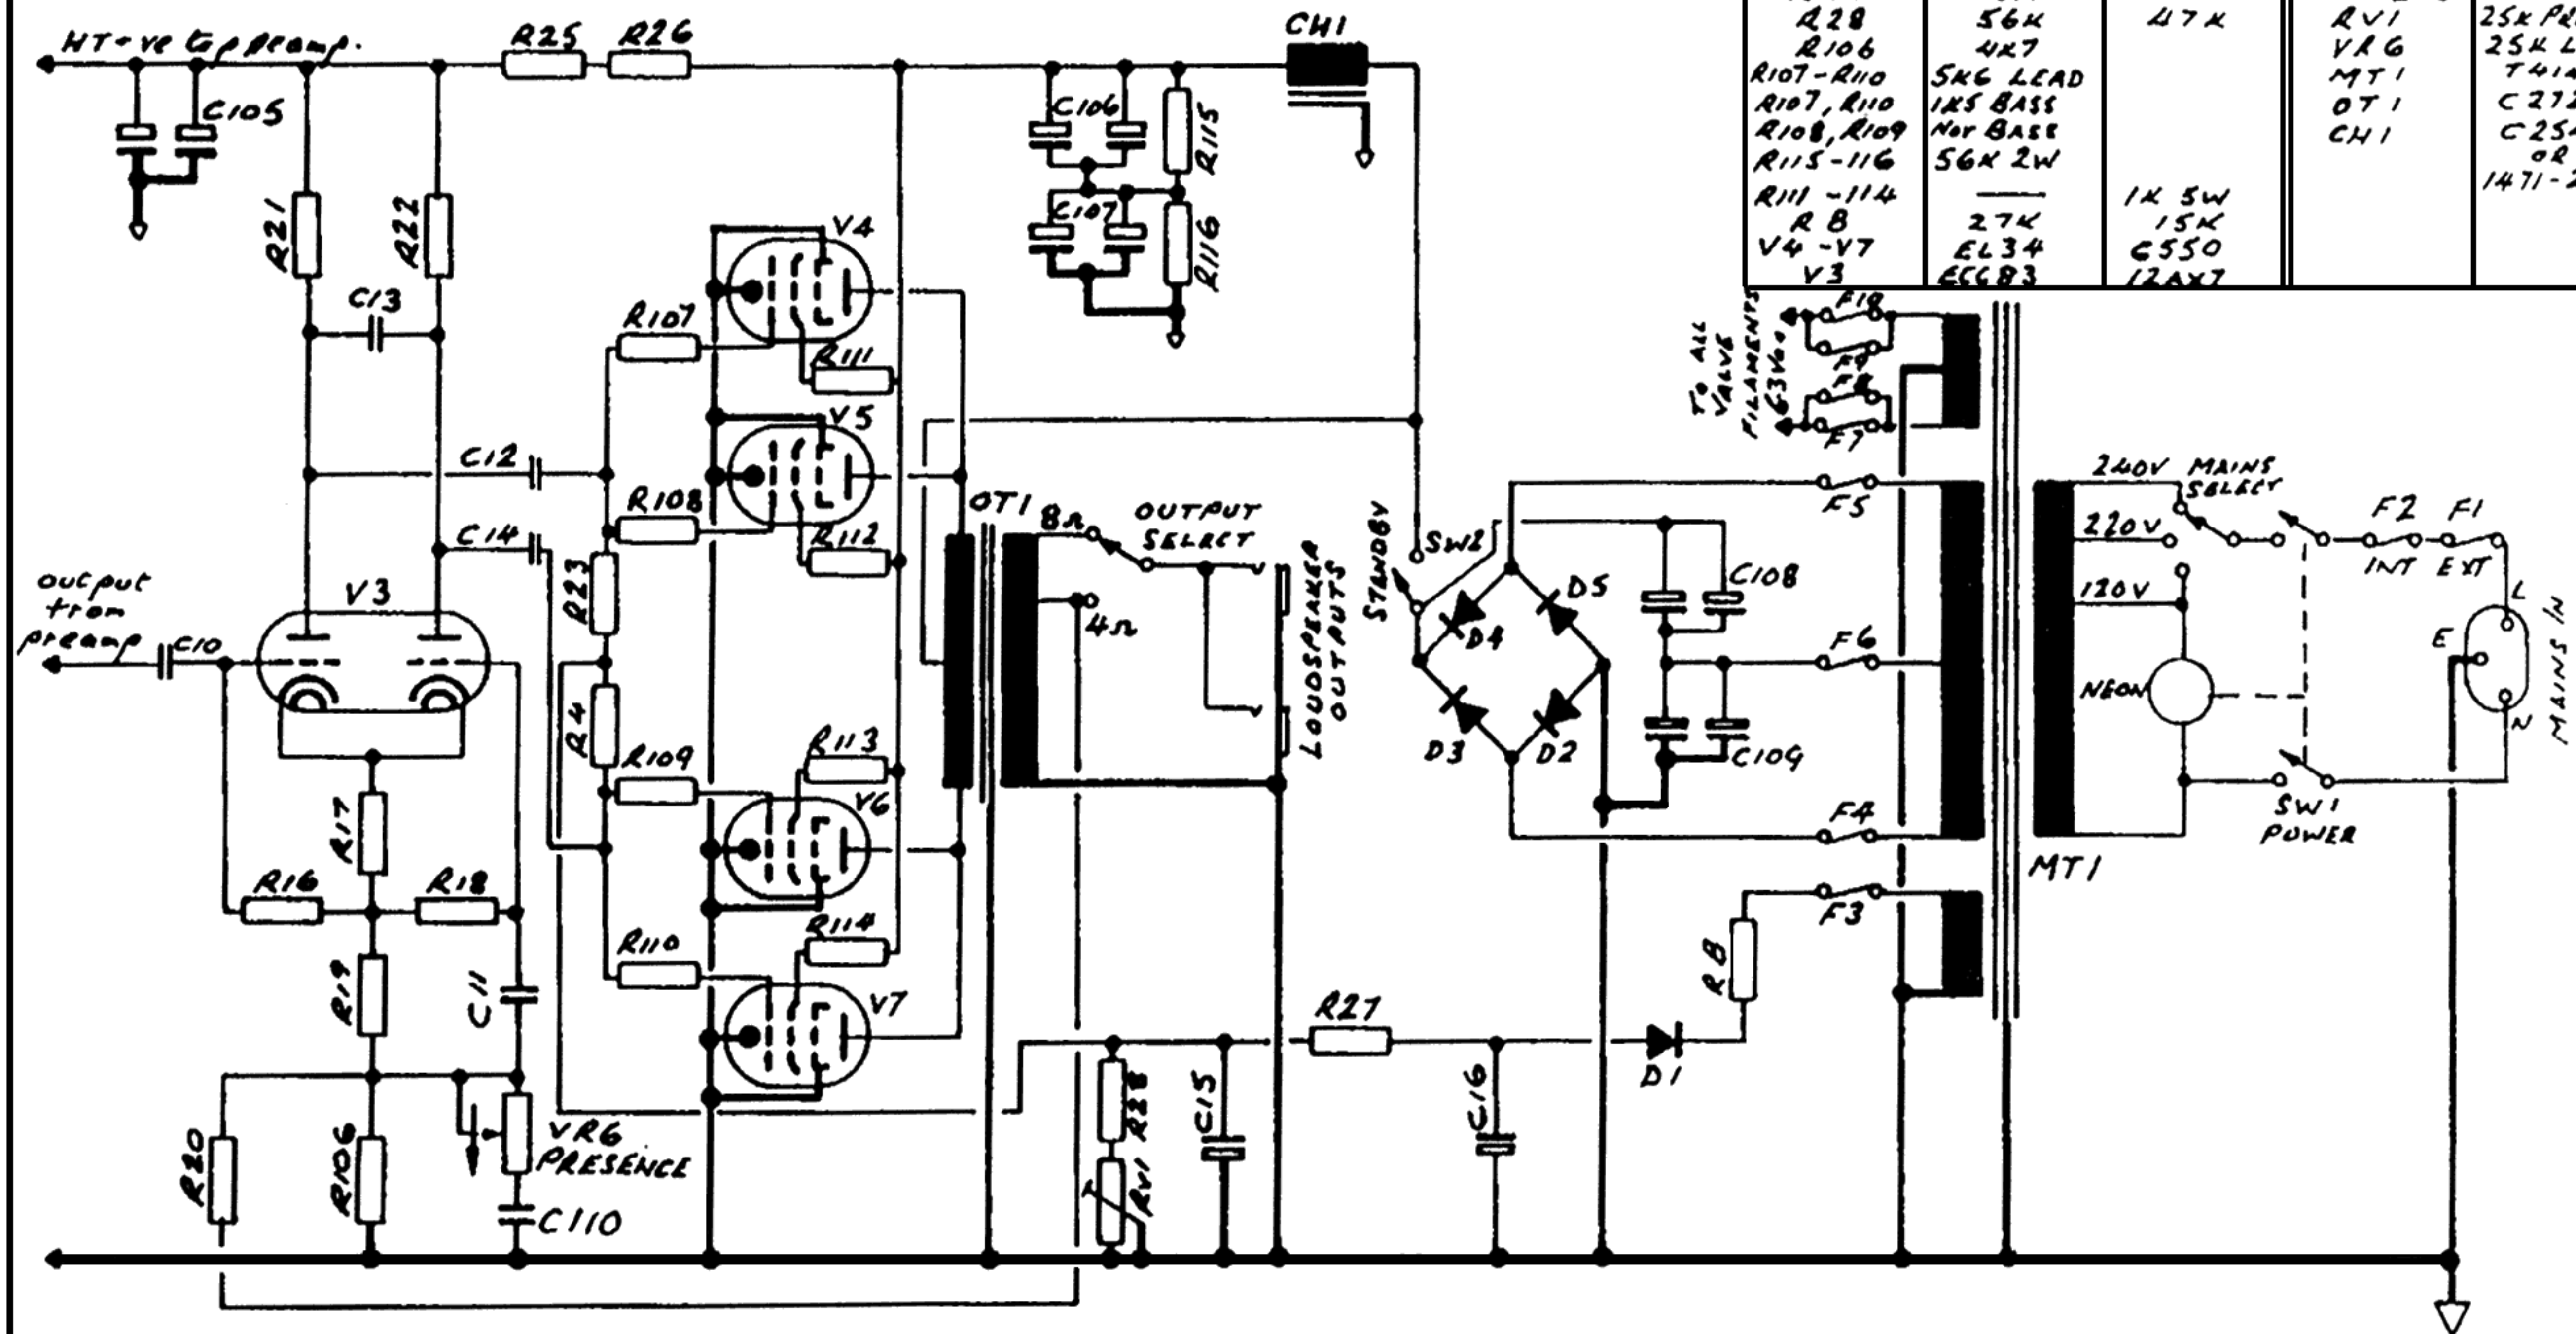 HT+ve to preamp.
R25
R26
CH1
C105
C106
R115
C107
R116
R21
R22
C13
V4
R107
R111
V5
C12
R108
R112
C14
OT1
8Ω
OUTPUT
SELECT
4Ω
LOUDSPEAKER
OUTPUTS
STANDBY
SW2
output
from
preamp
C10
V3
R23
R4
R113
R109
V6
R17
R16
R18
R114
R110
V7
R19
C11
R20
R106
VR6
PRESENCE
C110
R28
RV1
C15
R27
C16
D1
R8
D4
D5
D3
D2
C108
C109
R28 56K 47K RV1
R106 4K7 VR6 25K
R107-R110 5K6 LEAD MT1
R107, R110 1K5 BASS OT1
R108, R109 Not BASS CH1
R115-116 56K 2W OR
R111-114 — 1K 5W
R8 27K 15K
V4-V7 EL34 6550
V3 ECC83 12AX7
TO ALL
VALVE
FILAMENTS
F10
F9
F8
F7
F5
F6
F4
F3
MT1
240V
MAINS
SELECT
220V
120V
NEON
F2
INT
F1
EXT
L
E
N
MAINS IN
SW1
POWER